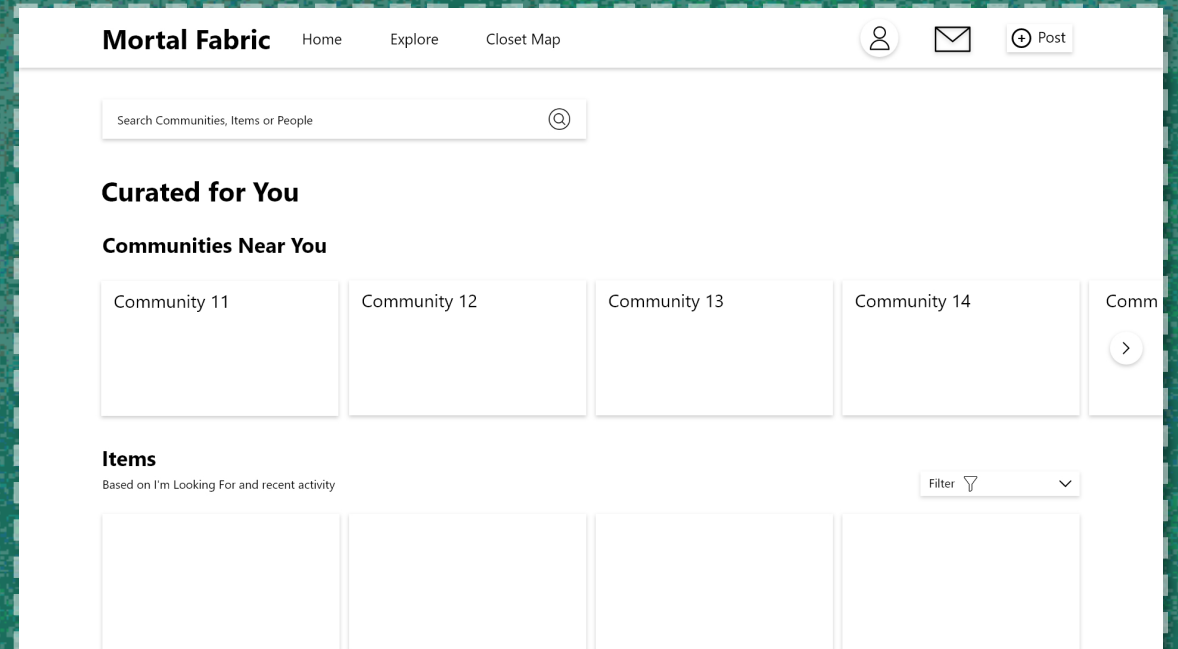 Mortal Fabric Home Explore Closet Map Post
Search Communities, Items or People
Curated for You
Communities Near You
Community 11 Community 12 Community 13 Community 14 Comm
Items
Based on I'm Looking For and recent activity
Filter